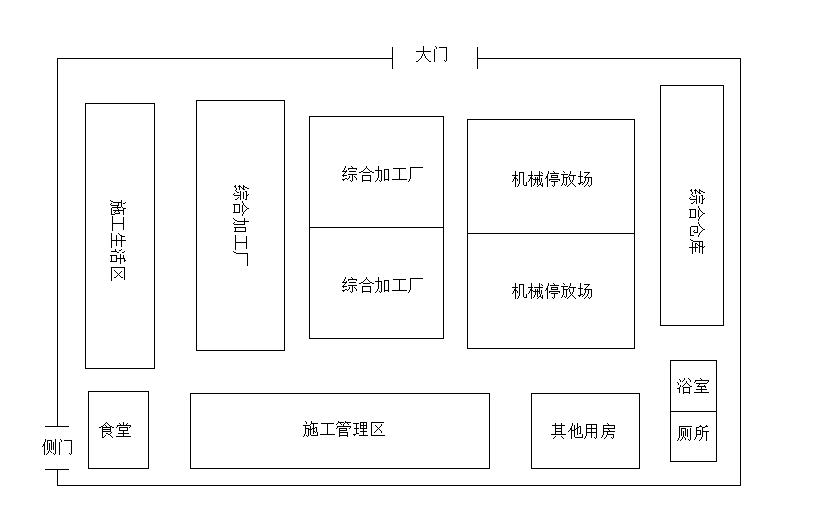 大门
施工生活区
综合加工厂
综合加工厂
机械停放场
综合仓库
综合加工厂
机械停放场
浴室
食堂
施工管理区
其他用房
厕所
侧门